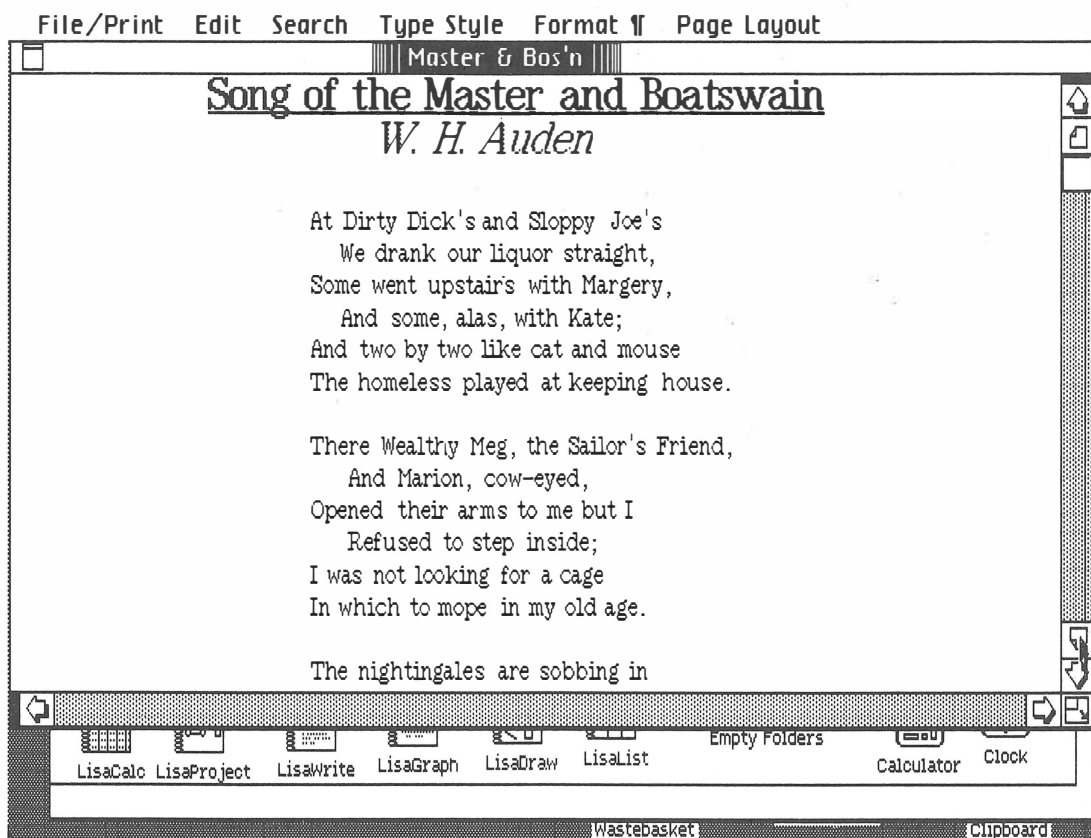 File/Print Edit Search Type Style Format ¶ Page Layout
Master & Bos'n
Song of the Master and Boatswain
W. H. Auden
At Dirty Dick's and Sloppy Joe's
We drank our liquor straight,
Some went upstairs with Margery,
And some, alas, with Kate;
And two by two like cat and mouse
The homeless played at keeping house.
There Wealthy Meg, the Sailor's Friend,
And Marion, cow-eyed,
Opened their arms to me but I
Refused to step inside;
I was not looking for a cage
In which to mope in my old age.
The nightingales are sobbing in
Empty Folders
LisaCalc LisaProject LisaWrite LisaGraph LisaDraw LisaList Calculator Clock
Wastebasket Clipboard